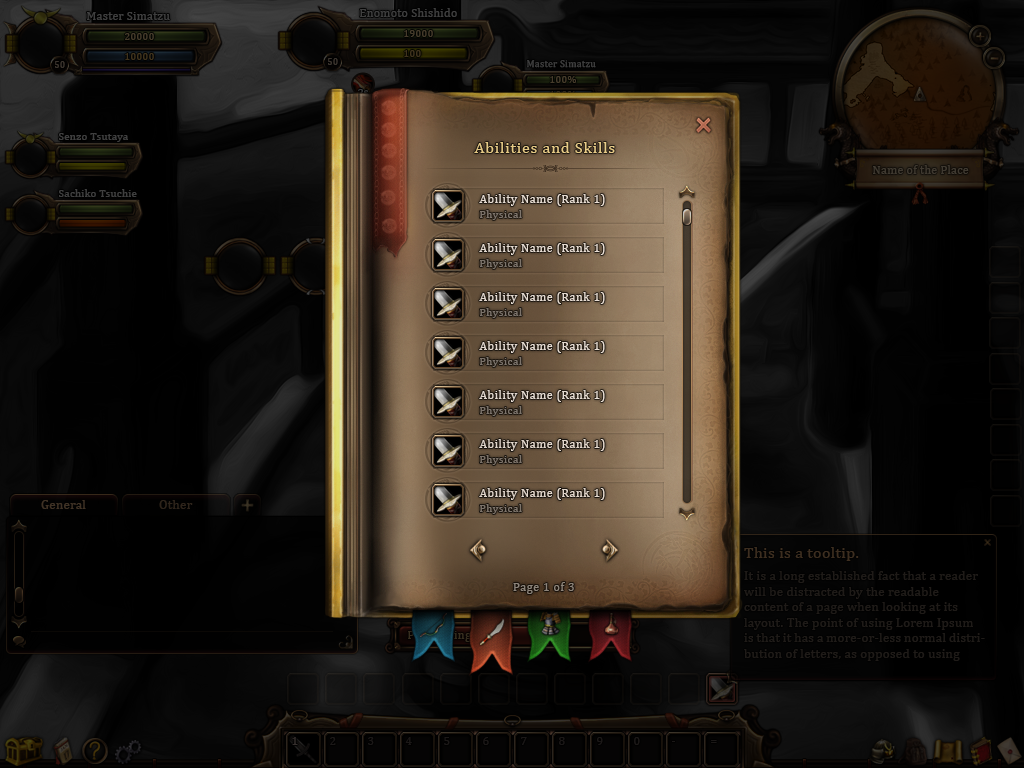 Master Simatzu
20000
10000
50
Enomoto Shishido
19000
100
50
Master Simatzu
100%
Name of the Place
Senzo Tsutaya
Sachiko Tsuchie
Abilities and Skills
Ability Name (Rank 1)
Physical
Ability Name (Rank 1)
Physical
Ability Name (Rank 1)
Physical
Ability Name (Rank 1)
Physical
Ability Name (Rank 1)
Physical
Ability Name (Rank 1)
Physical
Ability Name (Rank 1)
Physical
Page 1 of 3
General
Other
+
This is a tooltip.
It is a long established fact that a reader
will be distracted by the readable
content of a page when looking at its
layout. The point of using Lorem Ipsum
is that it has a more-or-less normal distri-
bution of letters, as opposed to using
1 2 3 4 5 6 7 8 9 0 - =